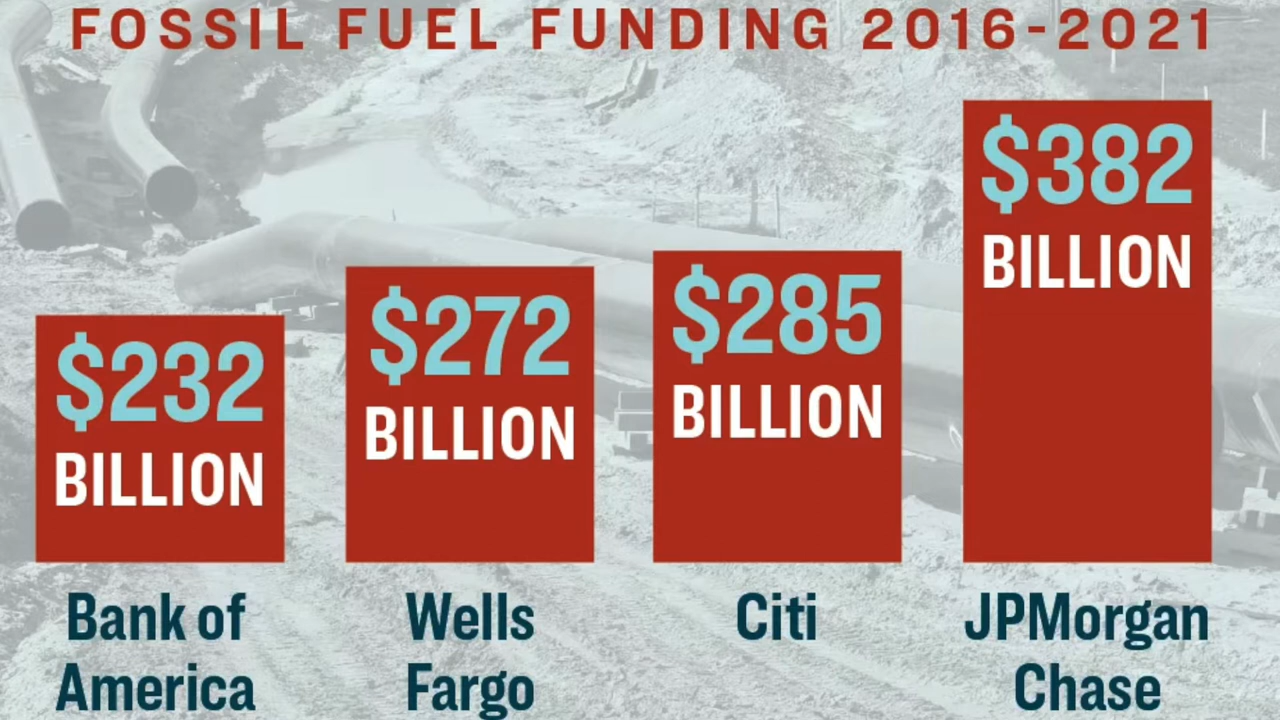 FOSSIL FUEL FUNDING 2016-2021
$232
BILLION
Bank of
America
$272
BILLION
Wells
Fargo
$285
BILLION
Citi
$382
BILLION
JPMorgan
Chase